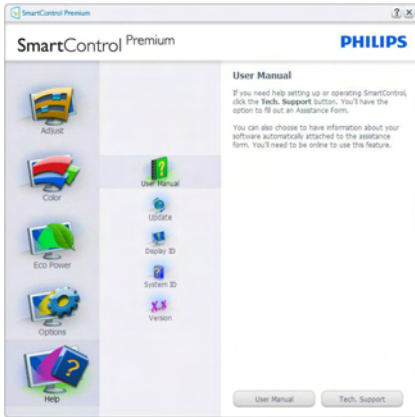 SmartControl Premium
SmartControl Premium
PHILIPS
Adjust
Color
Eco Power
Options
Help
User Manual
Update
Display ID
System ID
Version
User Manual
If you need help setting up or operating SmartControl,
click the Tech. Support button. You'll have the
option to fill out an Assistance Form.
You can also choose to have information about your
software automatically attached to the assistance
form. You'll need to be online to use this feature.
User Manual
Tech. Support